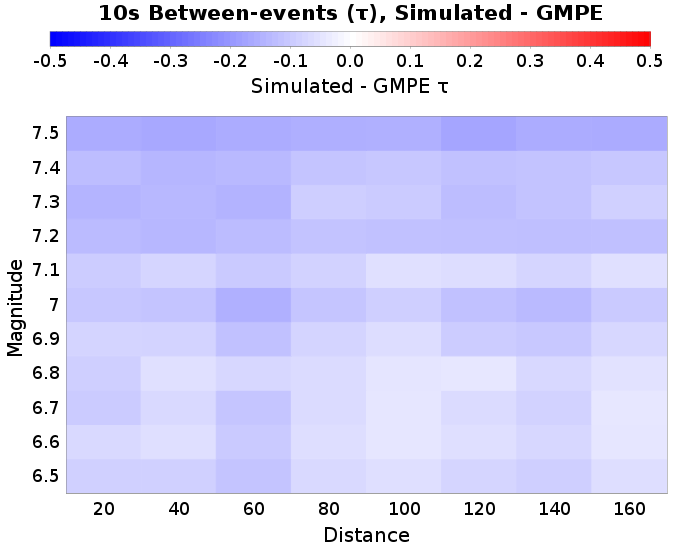 10s Between-events (τ), Simulated - GMPE
-0.5 -0.4 -0.3 -0.2 -0.1 0.0 0.1 0.2 0.3 0.4 0.5
Simulated - GMPE τ
Magnitude
7.5
7.4
7.3
7.2
7.1
7
6.9
6.8
6.7
6.6
6.5
20 40 60 80 100 120 140 160
Distance